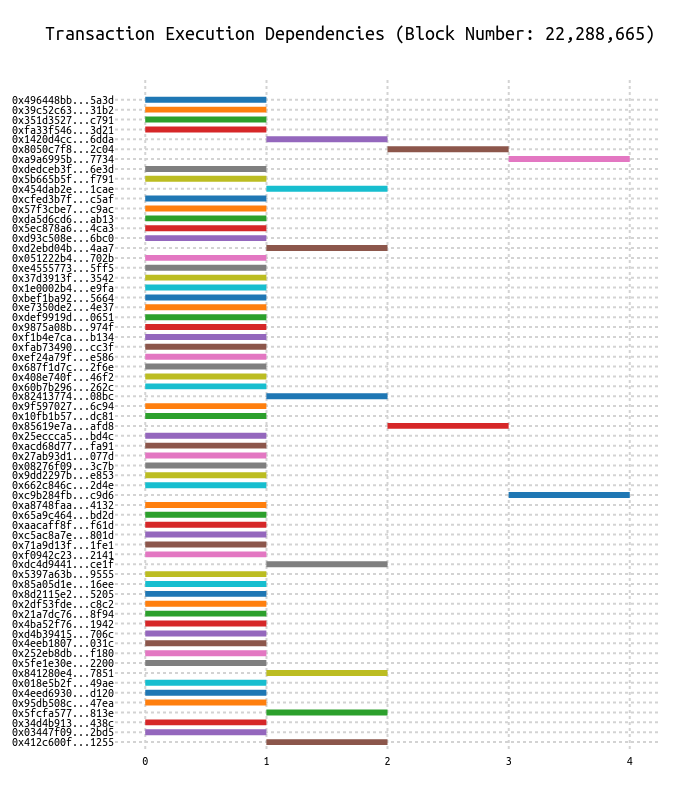 Transaction Execution Dependencies (Block Number: 22,288,665)
0x496448bb...5a3d
0x39c52c63...31b2
0x351d3527...c791
0xfa33f546...3d21
0x1420d4cc...6dda
0x8050c7f8...2c04
0xa9a6995b...7734
0xdedceb3f...6e3d
0x5b665b5f...f791
0x454dab2e...1cae
0xcfed3b7f...c5af
0x57f3cbe7...c9ac
0xda5d6cd6...ab13
0x5ec878a6...4ca3
0xd93c508e...6bc0
0xd2ebd04b...4aa7
0x051222b4...702b
0xe4555773...5ff5
0x37d3913f...3542
0x1e0002b4...e9fa
0xbef1ba92...5664
0xe7350de2...4e37
0xdef9919d...0651
0x9875a08b...974f
0xf1b4e7ca...b134
0xfab73490...cc3f
0xef24a79f...e586
0x687f1d7c...2f6e
0x408e740f...46f2
0x60b7b296...262c
0x82413774...08bc
0x9f597027...6c94
0x10fb1b57...dc81
0x85619e7a...afd8
0x25eccca5...bd4c
0xacd68d77...fa91
0x27ab93d1...077d
0x08276f09...3c7b
0x9dd2297b...e853
0x662c846c...2d4e
0xc9b284fb...c9d6
0xa8748faa...4132
0x65a9c464...bd2d
0xaacaff8f...f61d
0xc5ac8a7e...801d
0x71a9d13f...1fe1
0xf0942c23...2141
0xdc4d9441...ce1f
0x5397a63b...9555
0x85a05d1e...16ee
0x8d2115e2...5205
0x2df53fde...c8c2
0x21a7dc76...8f94
0x4ba52f76...1942
0xd4b39415...706c
0x4eeb1807...031c
0x252eb8db...f180
0x5fe1e30e...2200
0x841280e4...7851
0x018e5b2f...49ae
0x4eed6930...d120
0x95db508c...47ea
0x5fcfa577...813e
0x34d4b913...438c
0x03447f09...2bd5
0x412c600f...1255
0 1 2 3 4